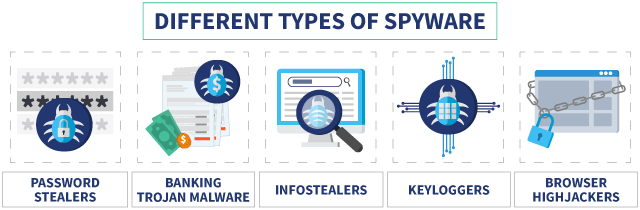 DIFFERENT TYPES OF SPYWARE
PASSWORD
STEALERS
BANKING
TROJAN MALWARE
INFOSTEALERS
KEYLOGGERS
BROWSER
HIGHJACKERS